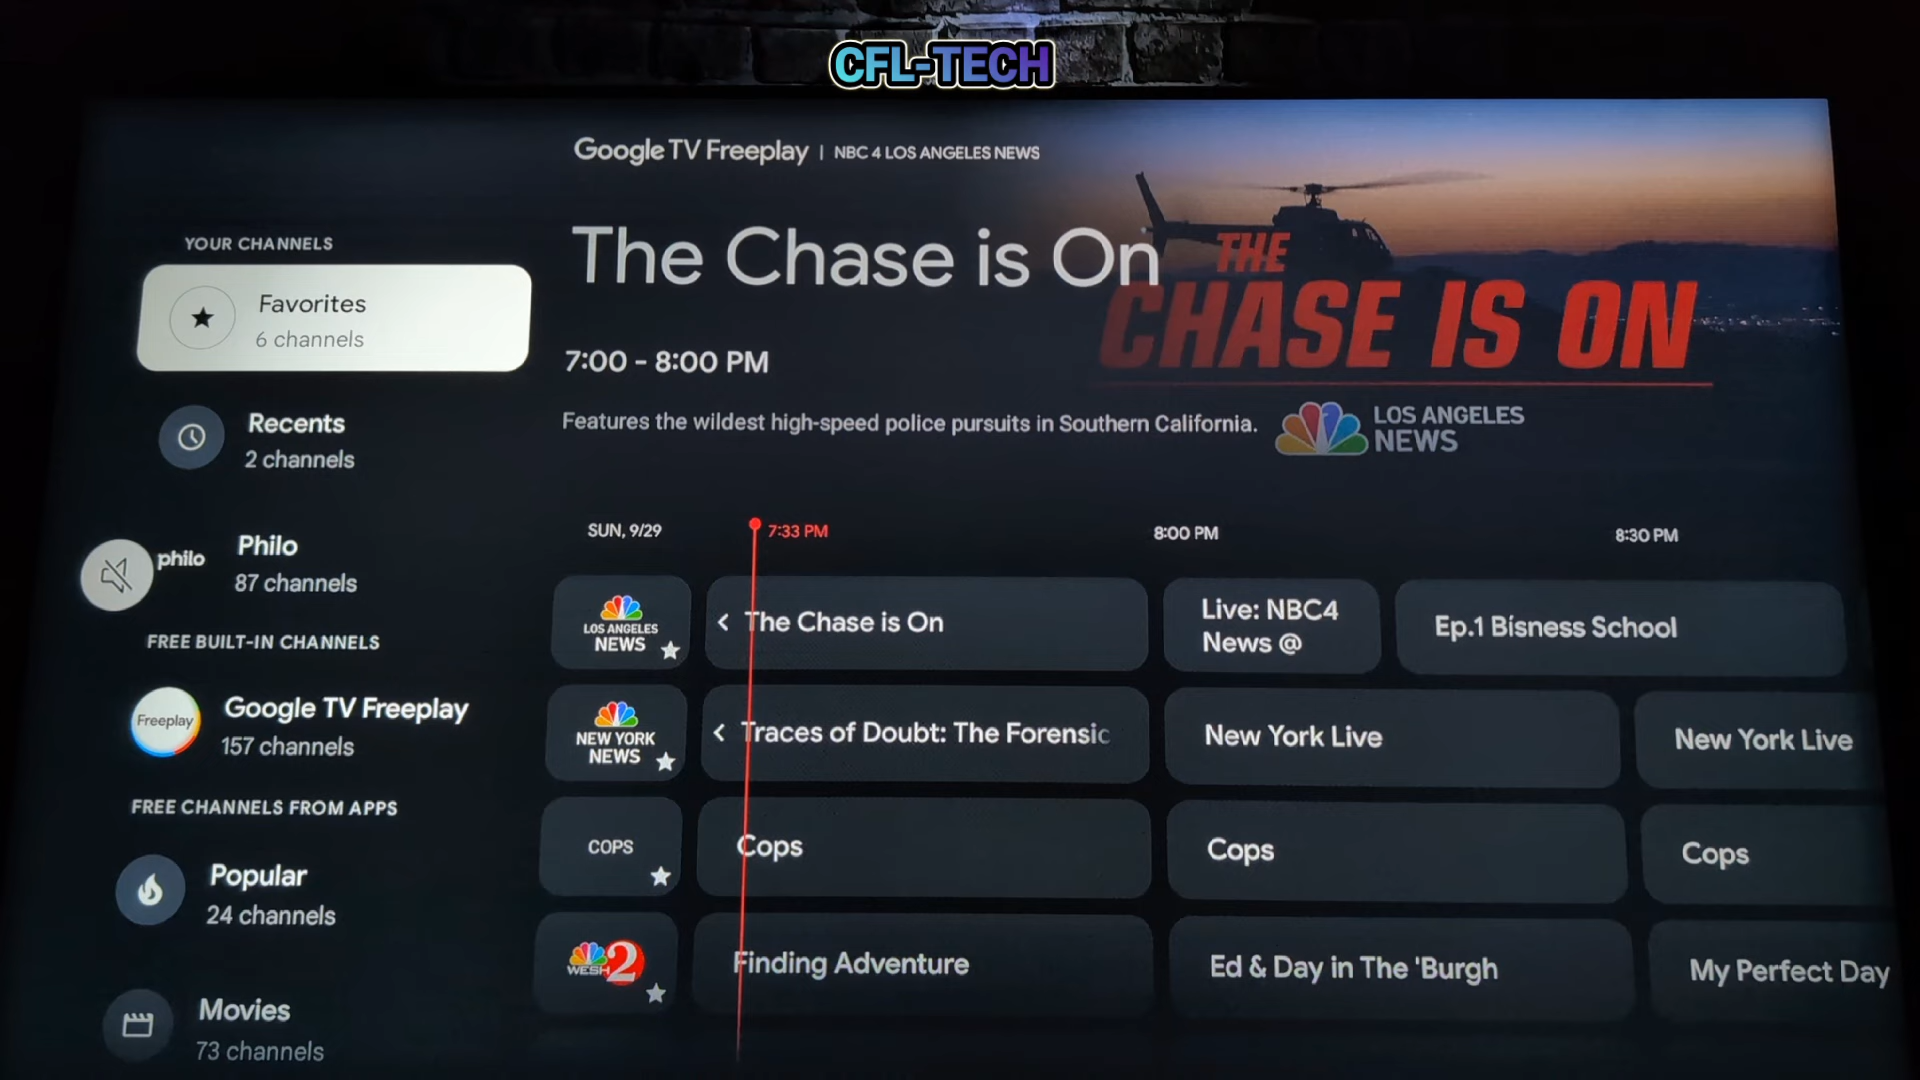 CFL-TECH
Google TV Freeplay | NBC 4 LOS ANGELES NEWS
The Chase is On
THE
CHASE IS ON
7:00 - 8:00 PM
Features the wildest high-speed police pursuits in Southern California.
LOS ANGELES
NEWS
YOUR CHANNELS
Favorites
6 channels
Recents
2 channels
philo
Philo
87 channels
FREE BUILT-IN CHANNELS
Freeplay
Google TV Freeplay
157 channels
FREE CHANNELS FROM APPS
Popular
24 channels
Movies
73 channels
SUN, 9/29
7:33 PM
8:00 PM
8:30 PM
LOS ANGELES
NEWS
The Chase is On
Live: NBC4
News @
Ep.1 Bísness School
NEW YORK
NEWS
Traces of Doubt: The Forensic
New York Live
New York Live
COPS
Cops
Cops
Cops
WESH 2
Finding Adventure
Ed & Day in The 'Burgh
My Perfect Day